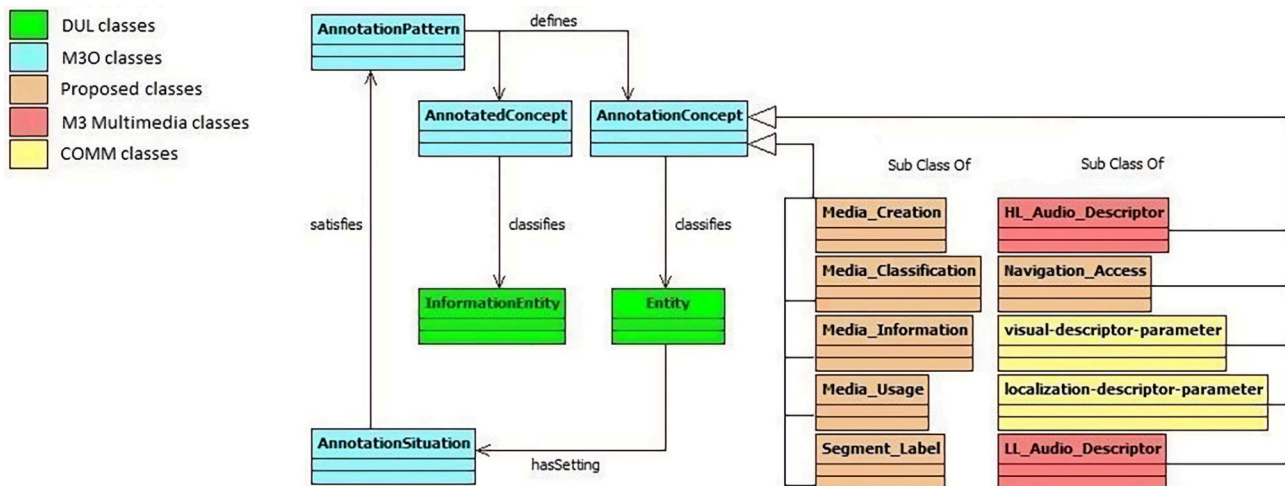 DUL classes
M3O classes
Proposed classes
M3 Multimedia classes
COMM classes
AnnotationPattern
defines
AnnotatedConcept
AnnotationConcept
Sub Class Of
Sub Class Of
satisfies
classifies
classifies
Media_Creation
HL_Audio_Descriptor
Media_Classification
Navigation_Access
InformationEntity
Entity
Media_Information
visual-descriptor-parameter
Media_Usage
localization-descriptor-parameter
AnnotationSituation
Segment_Label
LL_Audio_Descriptor
hasSetting